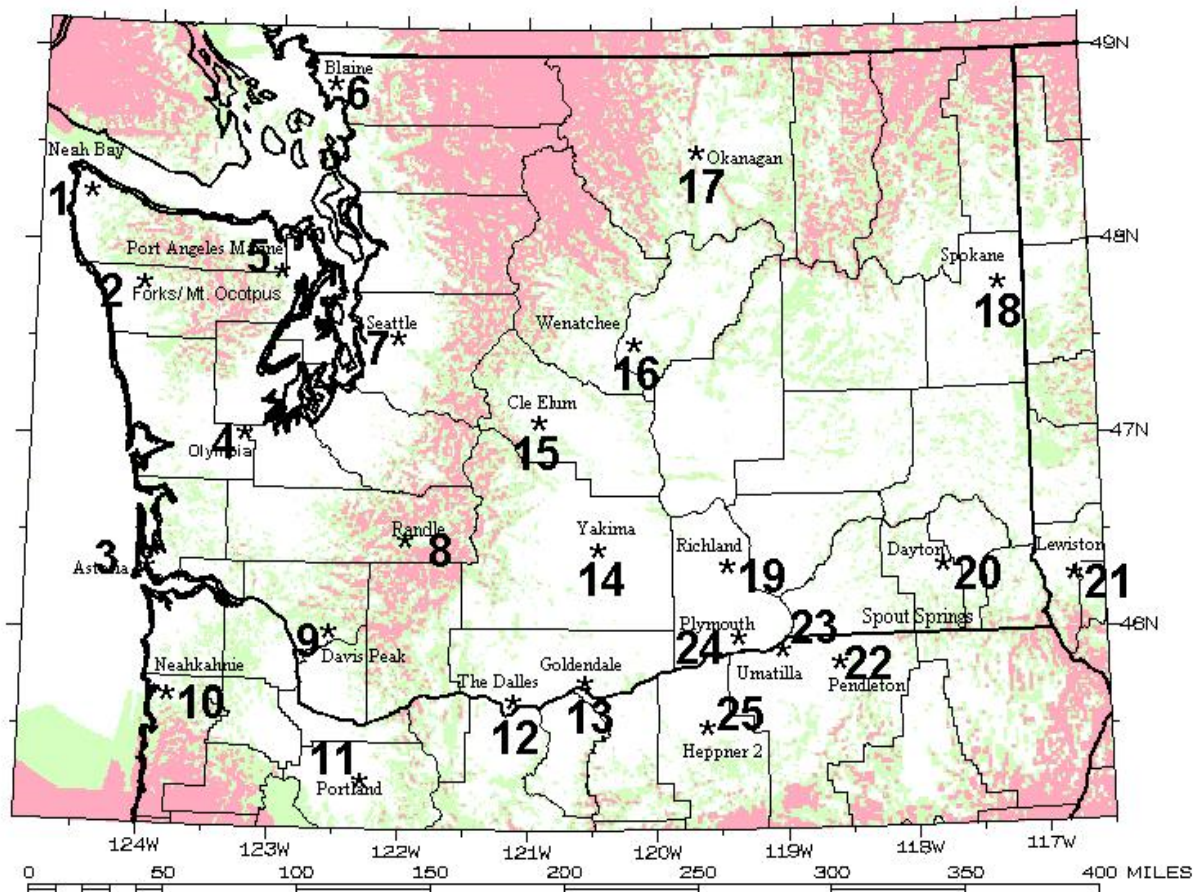 49N
Blaine
6
Neah Bay
1
Okanagan
17
48N
Port Angeles Marine
5
Spokane
18
2
Forks/ Mt. Ocotpus
Seattle
7
Wenatchee
16
Cle Elum
15
47N
4
Olympia
Randle
8
Yakima
14
Richland
19
Dayton
20
Lewiston
21
3
Astoria
9
Davis Peak
Plymouth
24
23
Spout Springs
46N
Umatilla
22
Pendleton
Neahkahnie
10
The Dalles
12
Goldendale
13
25
Heppner 2
11
Portland
124W 123W 122W 121W 120W 119W 118W 117W
0 50 100 150 200 250 300 350 400 MILES